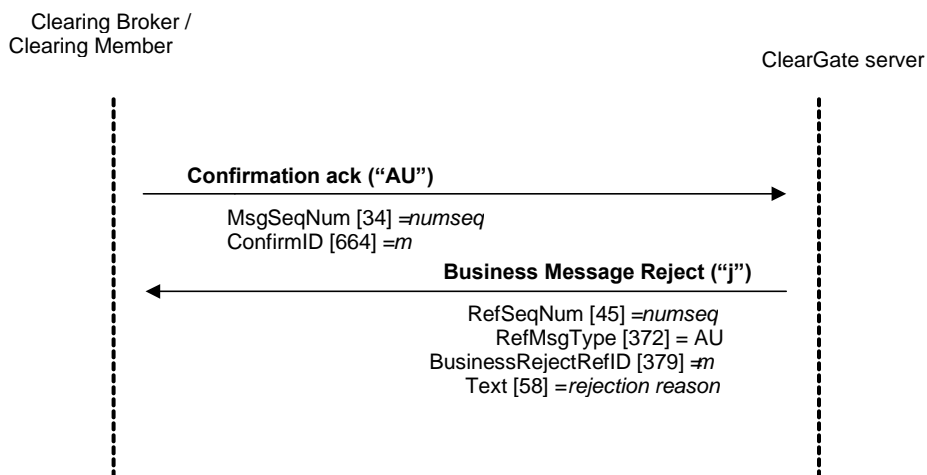 Clearing Broker /
Clearing Member
ClearGate server
Confirmation ack (“AU”)
MsgSeqNum [34] =numseq
ConfirmID [664] =m
Business Message Reject (“j”)
RefSeqNum [45] =numseq
RefMsgType [372] = AU
BusinessRejectRefID [379] =m
Text [58] =rejection reason